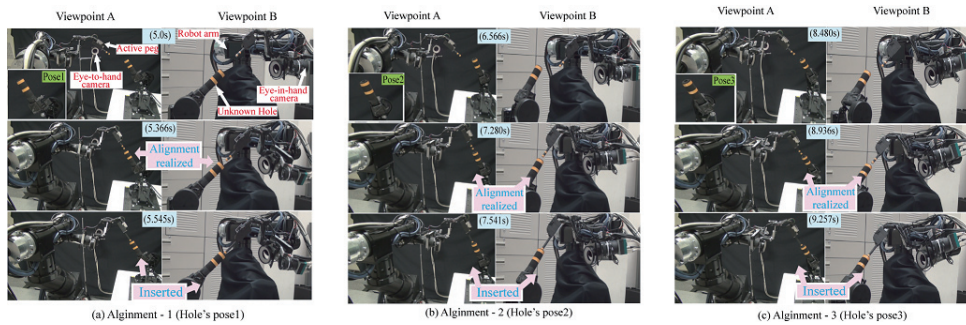 Viewpoint A
Viewpoint B
Viewpoint A
Viewpoint B
Viewpoint A
Viewpoint B
(5.0s)
Active peg
Robot arm
Pose1
Eye-to-hand
camera
Eye-in-hand
camera
Unknown Hole
(5.366s)
Alignment
realized
(5.545s)
Inserted
(a) Alginment - 1 (Hole's pose1)
(6.566s)
Pose2
(7.280s)
Alignment
realized
(7.541s)
Inserted
(b) Alginment - 2 (Hole's pose2)
(8.480s)
Pose3
(8.936s)
Alignment
realized
(9.257s)
Inserted
(c) Alginment - 3 (Hole's pose3)